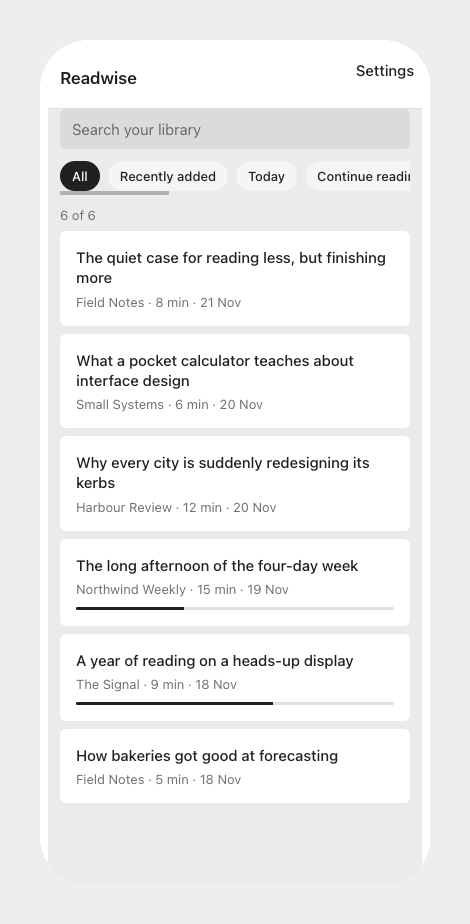 Readwise
Settings
Search your library
All
Recently added
Today
Continue readin
6 of 6
The quiet case for reading less, but finishing
more
Field Notes · 8 min · 21 Nov
What a pocket calculator teaches about
interface design
Small Systems · 6 min · 20 Nov
Why every city is suddenly redesigning its
kerbs
Harbour Review · 12 min · 20 Nov
The long afternoon of the four-day week
Northwind Weekly · 15 min · 19 Nov
A year of reading on a heads-up display
The Signal · 9 min · 18 Nov
How bakeries got good at forecasting
Field Notes · 5 min · 18 Nov